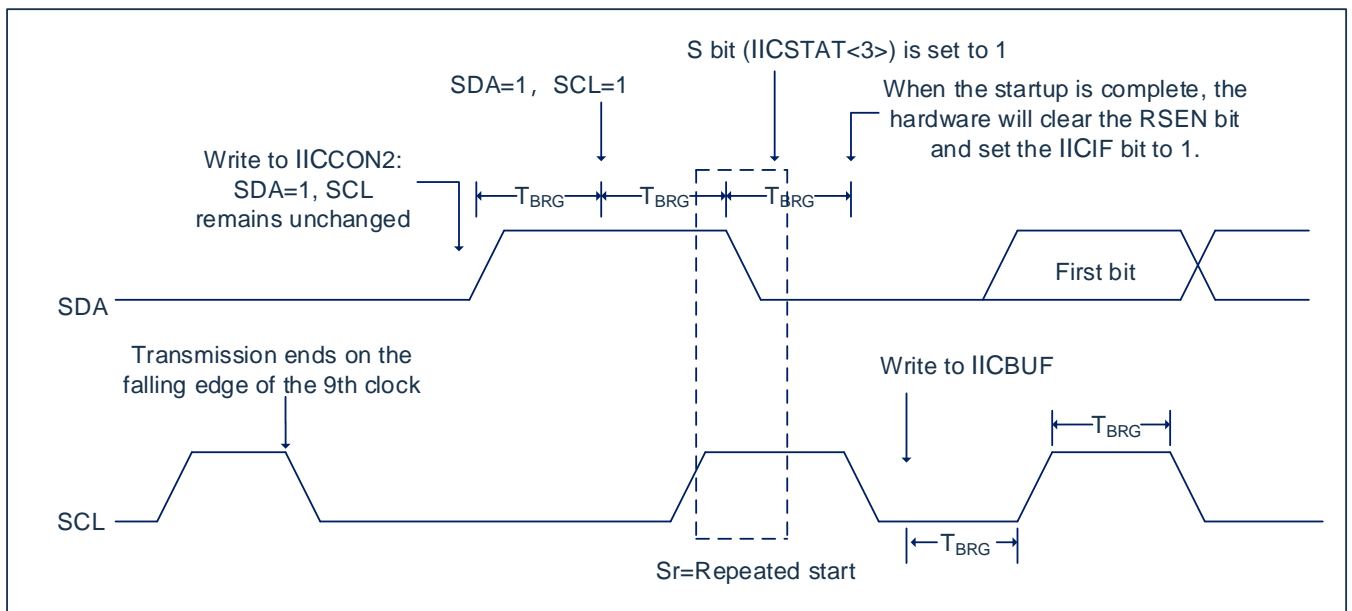 S bit (IICSTAT<3>) is set to 1
SDA=1, SCL=1
When the startup is complete, the
hardware will clear the RSEN bit
and set the IICIF bit to 1.
Write to IICCON2:
SDA=1, SCL
remains unchanged
TBRG
TBRG
TBRG
First bit
SDA
Transmission ends on the
falling edge of the 9th clock
Write to IICBUF
TBRG
SCL
TBRG
Sr=Repeated start